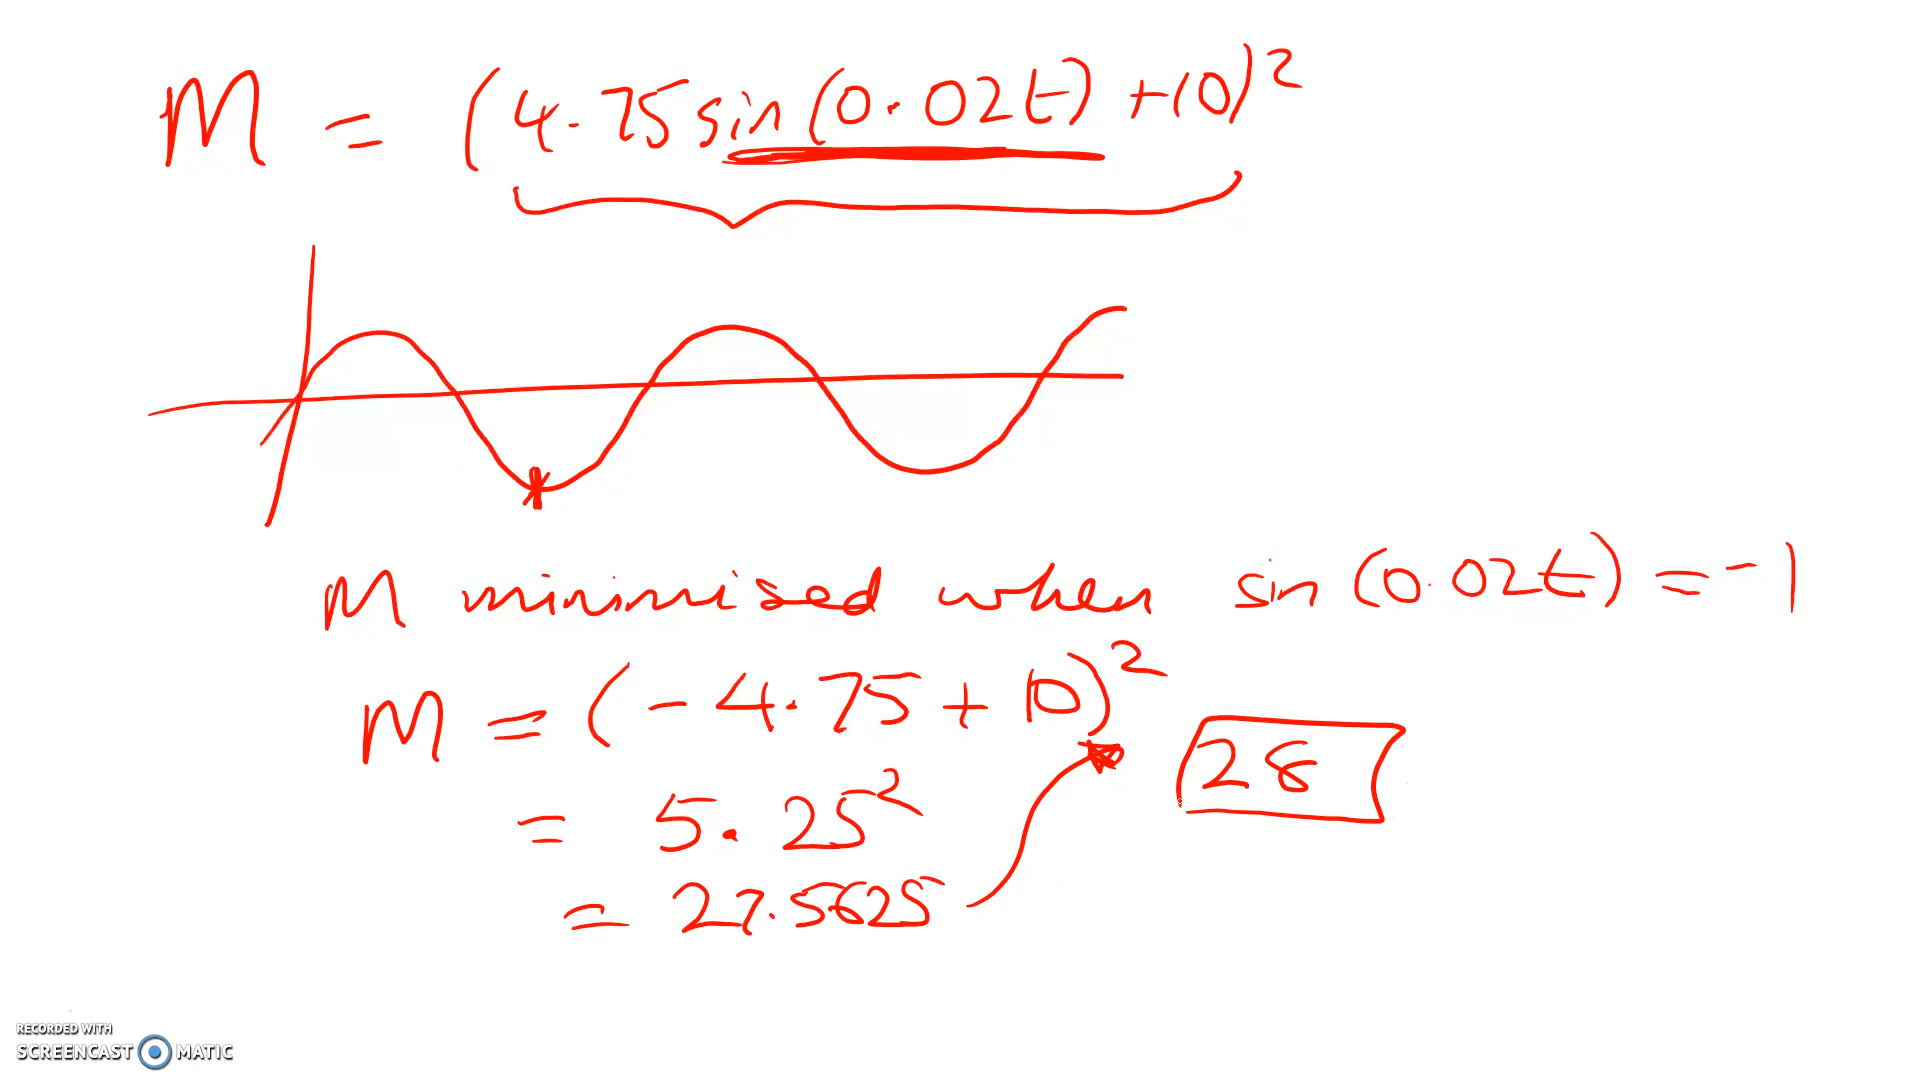 M = (4.75 sin(0.02t) + 10)²
M minimised when sin(0.02t) = -1
M = (-4.75 + 10)²
28
= 5.25²
= 27.5625
RECORDED WITH
SCREENCAST MATIC